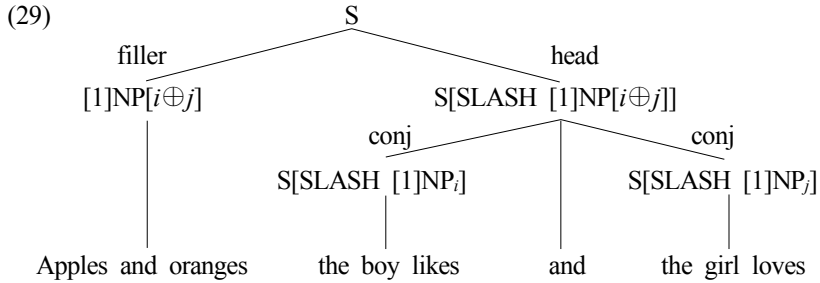 (29) S
filler head
[1]NP[i⊕j] S[SLASH [1]NP[i⊕j]]
conj conj
S[SLASH [1]NPᵢ] S[SLASH [1]NPⱼ]
Apples and oranges the boy likes and the girl loves